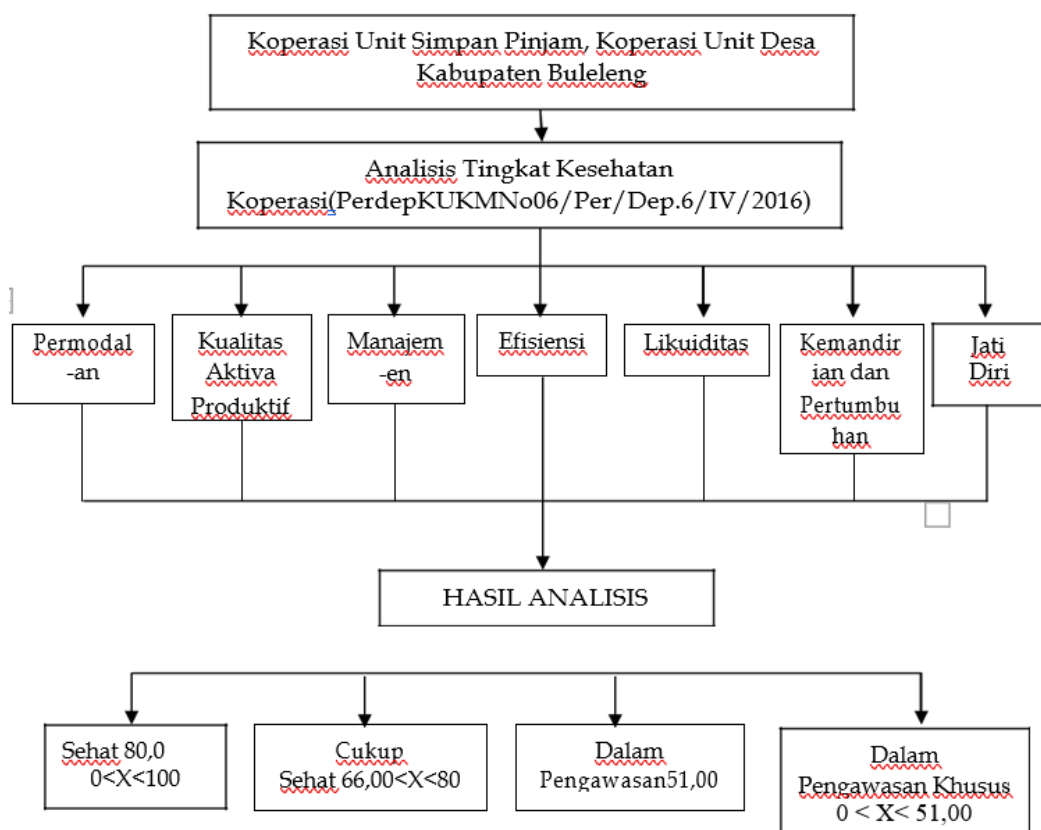 Koperasi Unit Simpan Pinjam, Koperasi Unit Desa
Kabupaten Buleleng
Analisis Tingkat Kesehatan
Koperasi(PerdepKUKMNo06/Per/Dep.6/IV/2016)
Permodal
-an
Kualitas
Aktiva
Produktif
Manajem
-en
Efisiensi
Likuiditas
Kemandir
ian dan
Pertumbu
han
Jati
Diri
HASIL ANALISIS
Sehat 80,0
0<X<100
Cukup
Sehat 66,00<X<80
Dalam
Pengawasan51,00
Dalam
Pengawasan Khusus
0 < X< 51,00